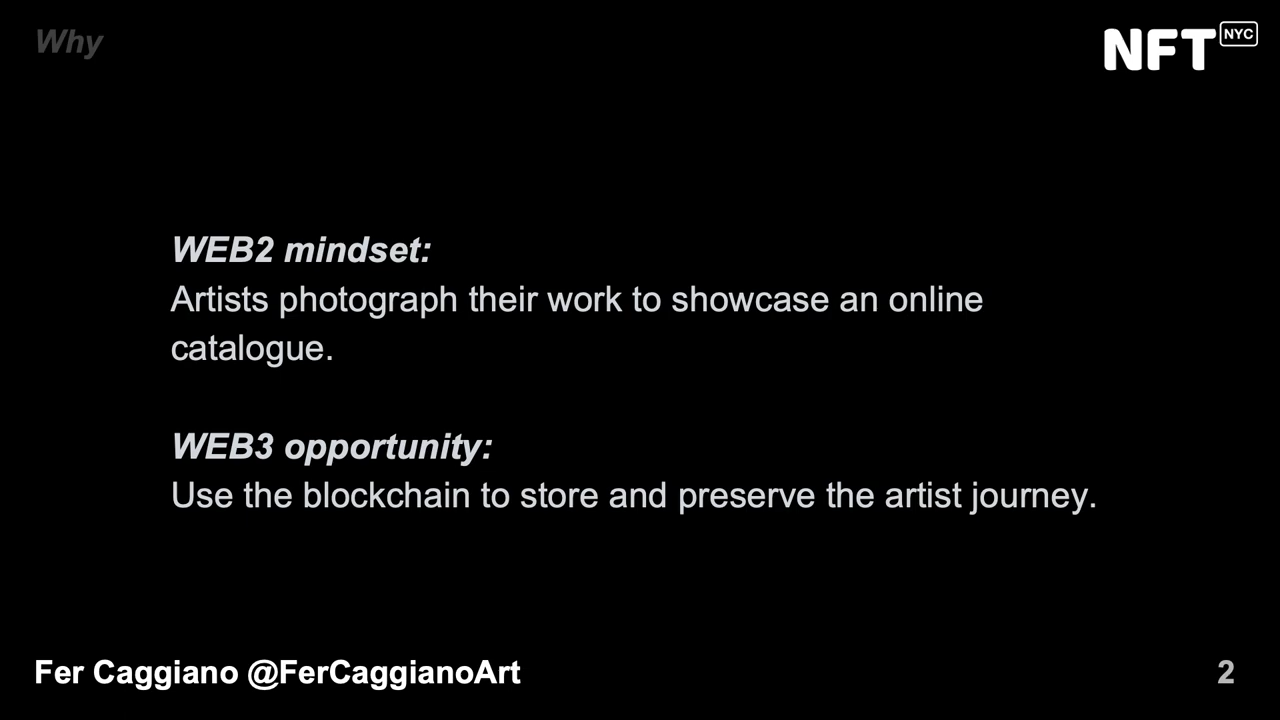 Why
NFT NYC
WEB2 mindset:
Artists photograph their work to showcase an online
catalogue.
WEB3 opportunity:
Use the blockchain to store and preserve the artist journey.
Fer Caggiano @FerCaggianoArt
2